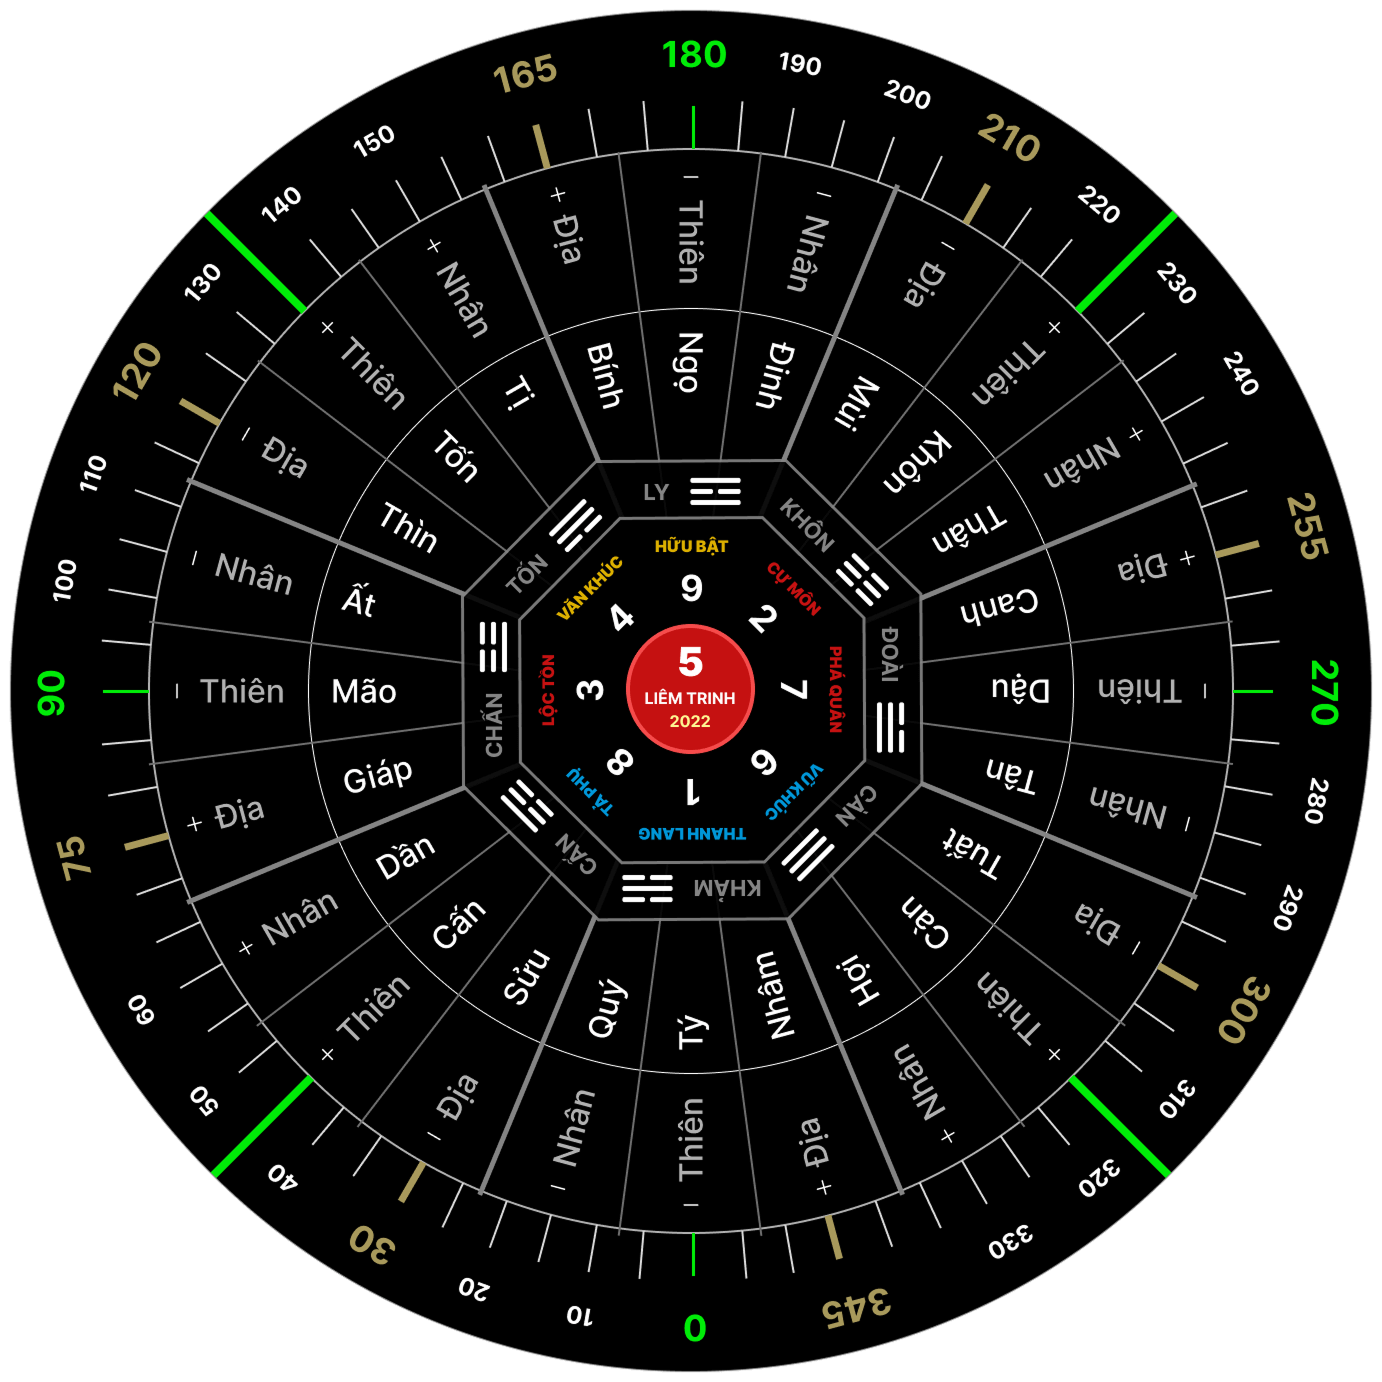 180
190
200
210
220
230
240
255
270
280
290
300
310
320
330
345
0
10
20
30
40
50
60
75
90
100
110
120
130
140
150
165
− Thiên
− Nhân
− Địa
+ Thiên
+ Nhân
+ Địa
− Thiên
− Nhân
− Địa
+ Thiên
+ Nhân
+ Địa
− Thiên
− Nhân
− Địa
+ Thiên
+ Nhân
+ Địa
− Thiên
− Nhân
− Địa
+ Thiên
+ Nhân
+ Địa
Ngọ
Đinh
Mùi
Khôn
Thân
Canh
Dậu
Tân
Tuất
Càn
Hợi
Nhâm
Tý
Quý
Sửu
Cấn
Dần
Giáp
Mão
Ất
Thìn
Tốn
Tị
Bính
LY ☲
KHÔN ☷
ĐOÀI ☱
CÀN ☰
KHẢM ☵
CẤN ☶
CHẤN ☳
TỐN ☴
HỮU BẬT
9
CỰ MÔN
2
PHÁ QUÂN
7
VŨ KHÚC
6
THAM LANG
1
TẢ PHỤ
8
LỘC TỒN
3
VĂN KHÚC
4
5
LIÊM TRINH
2022